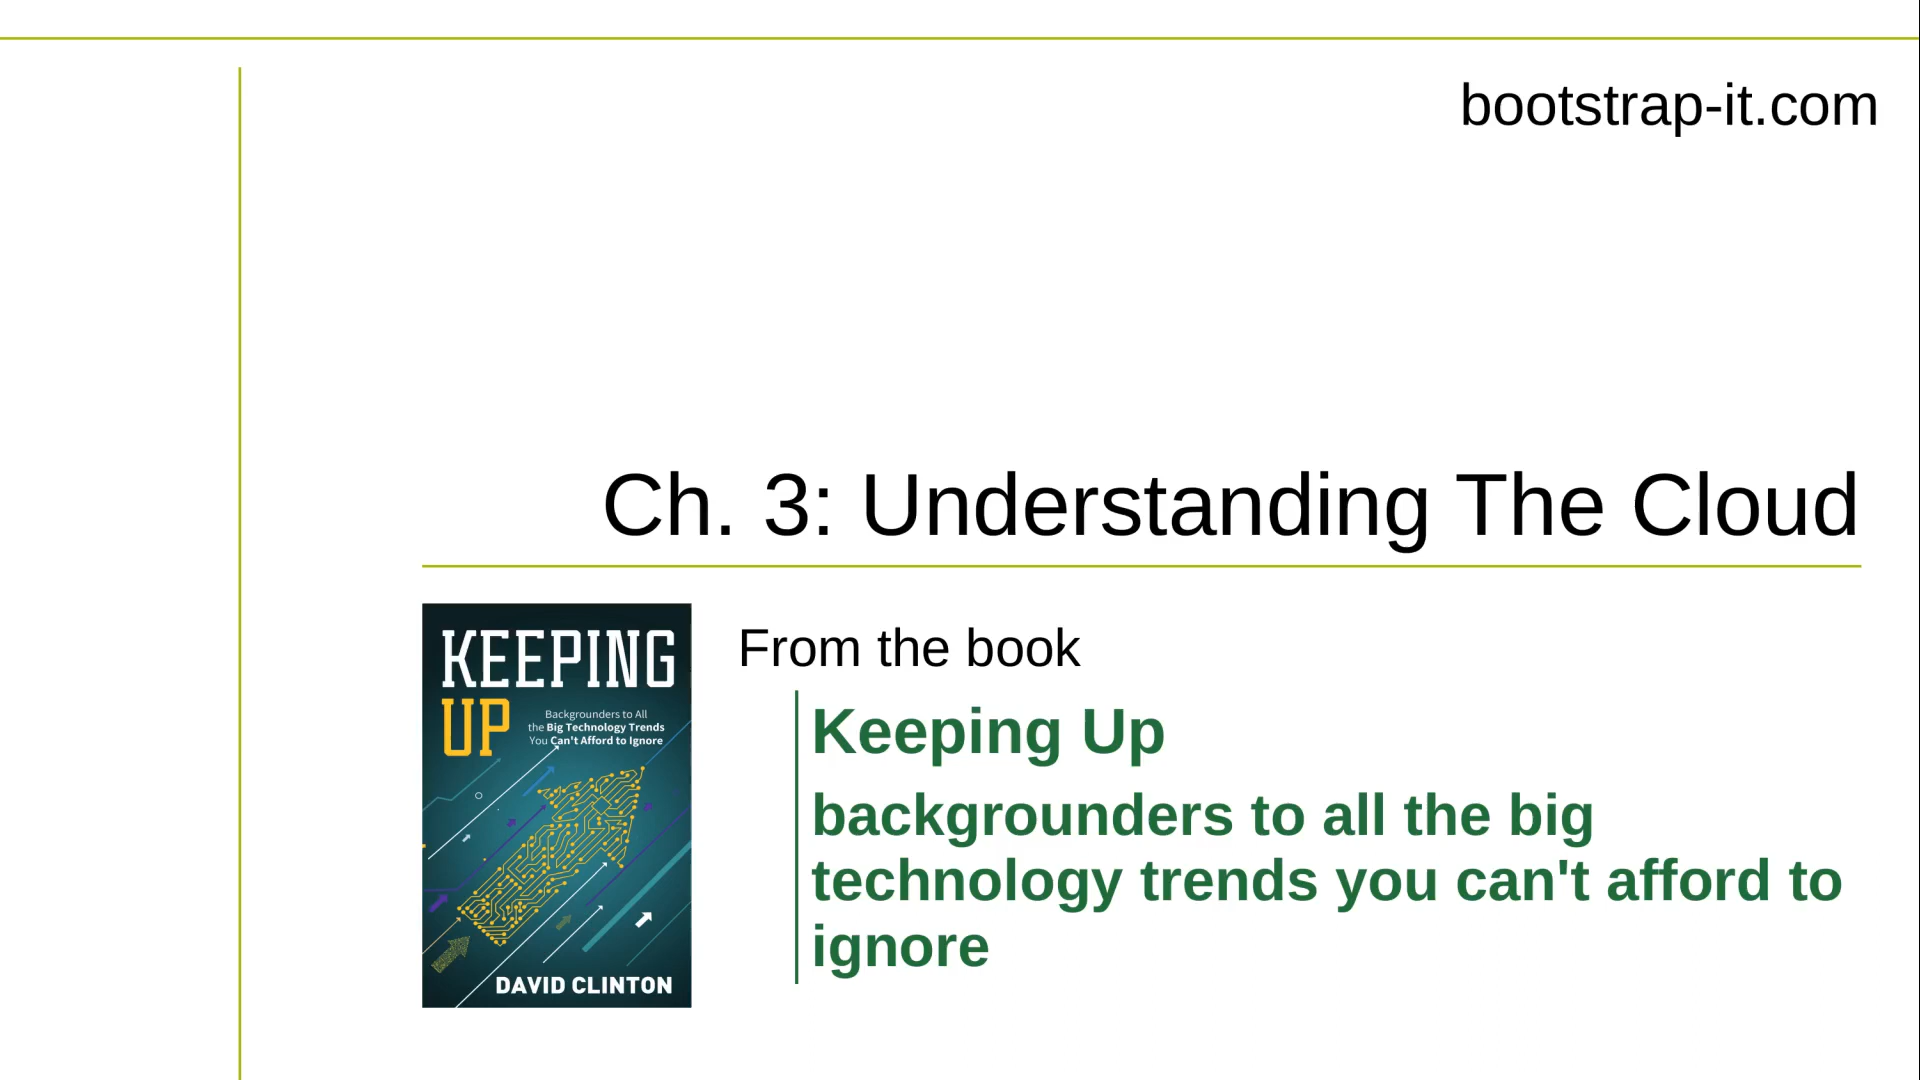 bootstrap-it.com
Ch. 3: Understanding The Cloud
KEEPING
UP
Backgrounders to All
the Big Technology Trends
You Can't Afford to Ignore
DAVID CLINTON
From the book
Keeping Up
backgrounders to all the big
technology trends you can't afford to
ignore